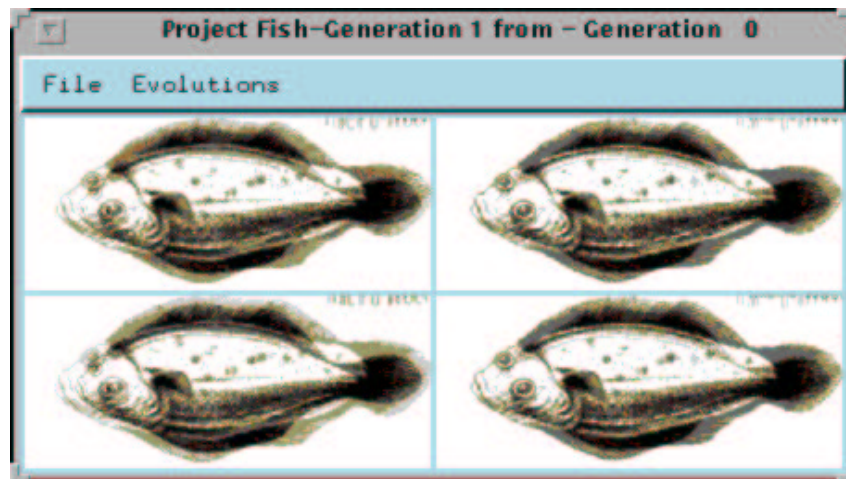 Project Fish-Generation 1 from - Generation 0
File Evolutions